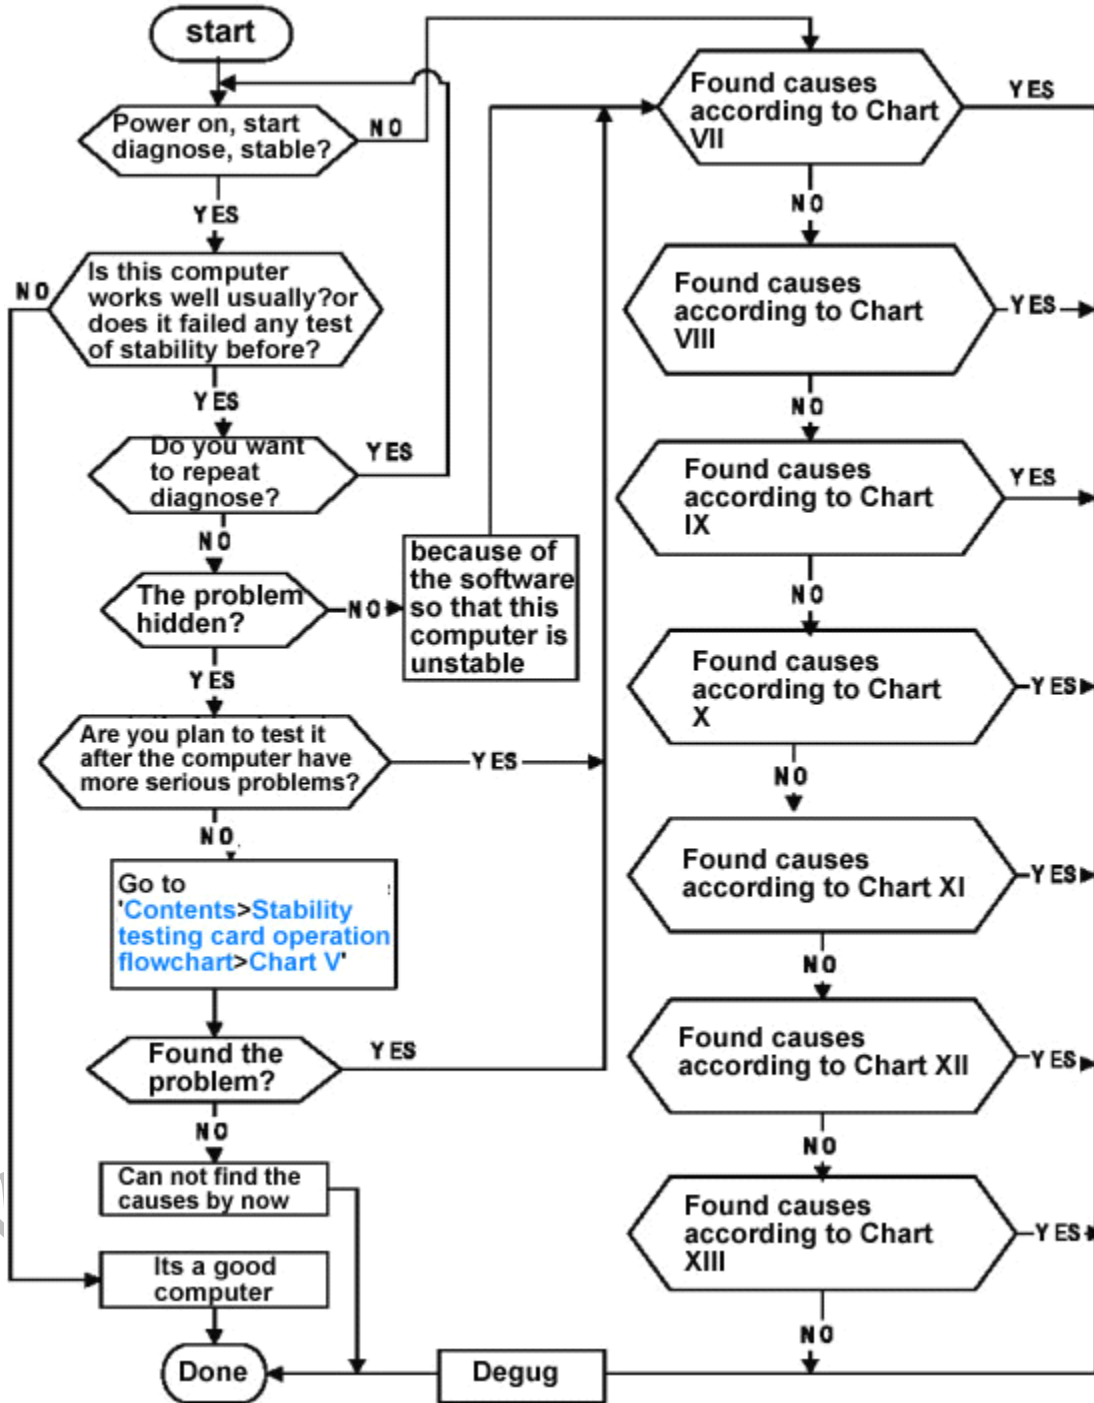 start
Power on, start
diagnose, stable?
NO
YES
Is this computer
works well usually?or
does it failed any test
of stability before?
NO
YES
Do you want
to repeat
diagnose?
YES
NO
The problem
hidden?
NO
because of
the software
so that this
computer is
unstable
YES
Are you plan to test it
after the computer have
more serious problems?
YES
NO
Go to
'Contents>Stability
testing card operation
flowchart>Chart V'
Found the
problem?
YES
NO
Can not find the
causes by now
Its a good
computer
Done
Found causes
according to Chart
VII
YES
NO
Found causes
according to Chart
VIII
YES
NO
Found causes
according to Chart
IX
YES
NO
Found causes
according to Chart
X
YES
NO
Found causes
according to Chart XI
YES
NO
Found causes
according to Chart XII
YES
NO
Found causes
according to Chart
XIII
YES
NO
Degug